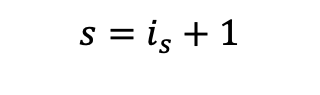 s = i_s + 1